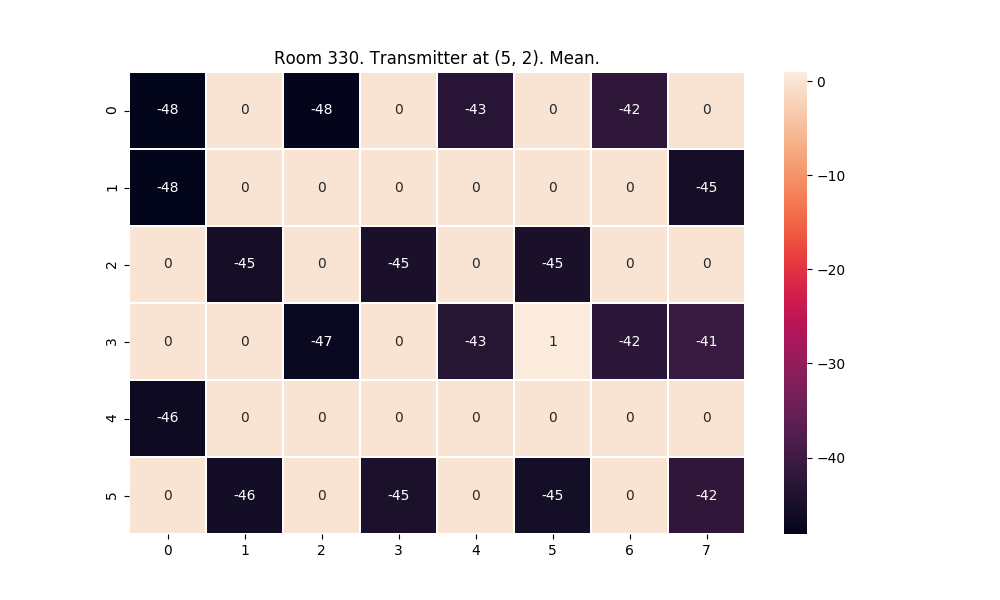 Room 330. Transmitter at (5, 2). Mean.
0 -48 0 -48 0 -43 0 -42 0
1 -48 0 0 0 0 0 0 -45
2 0 -45 0 -45 0 -45 0 0
3 0 0 -47 0 -43 1 -42 -41
4 -46 0 0 0 0 0 0 0
5 0 -46 0 -45 0 -45 0 -42
0 1 2 3 4 5 6 7
0
−10
−20
−30
−40